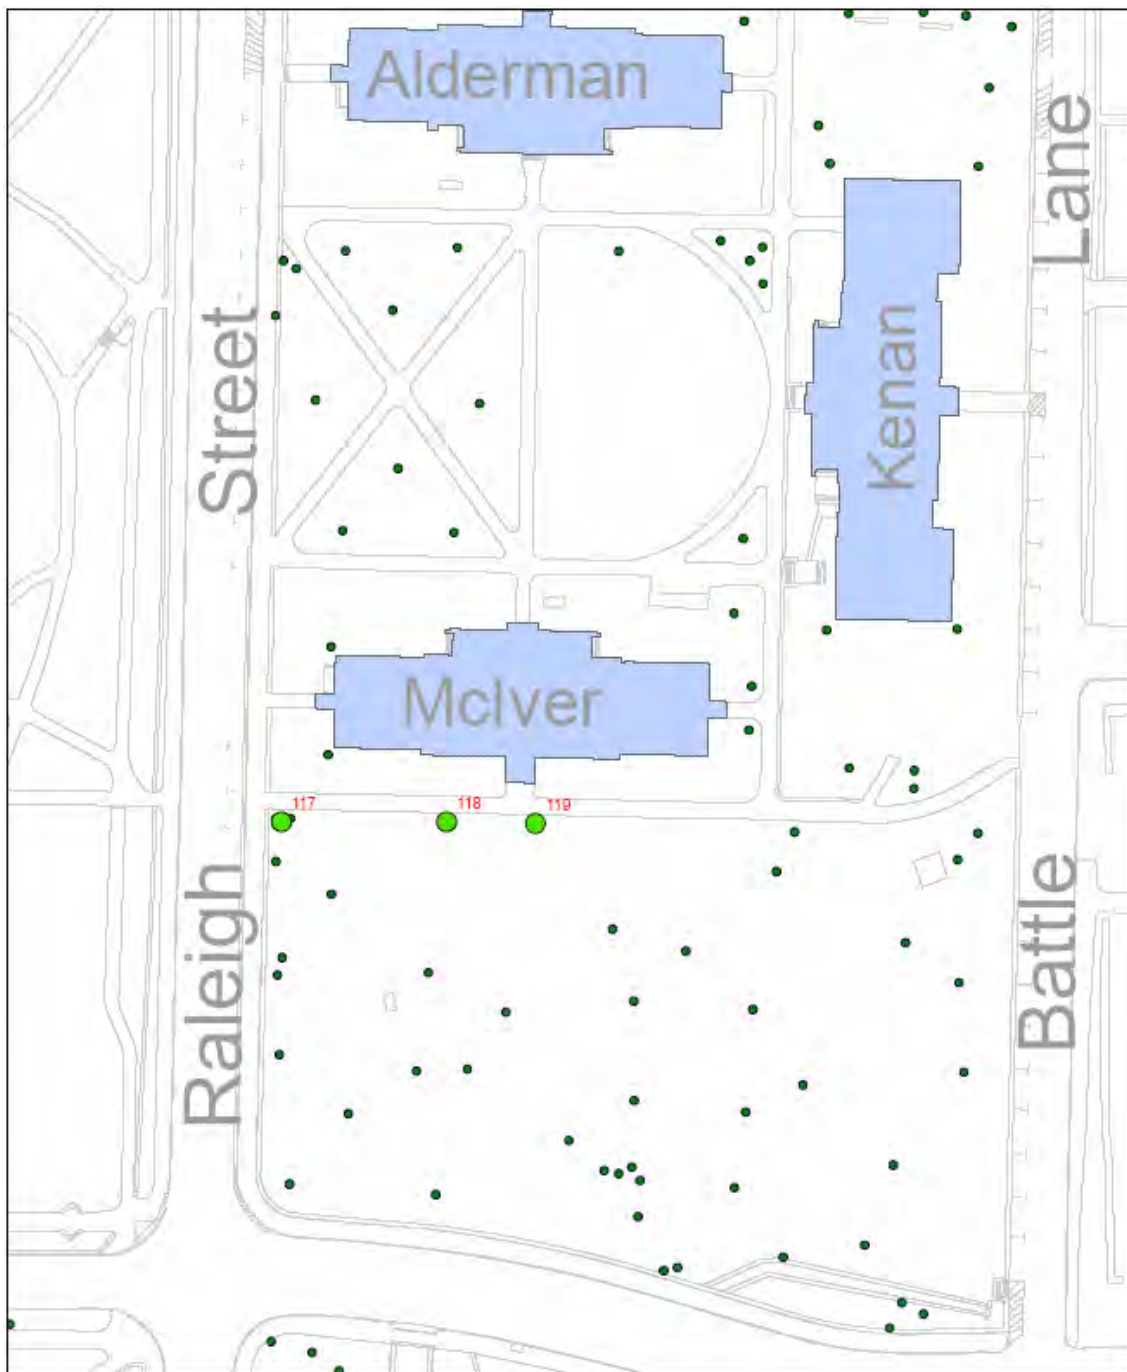 Alderman
Lane
Street
Kenan
McIver
117
118
119
Raleigh
Battle